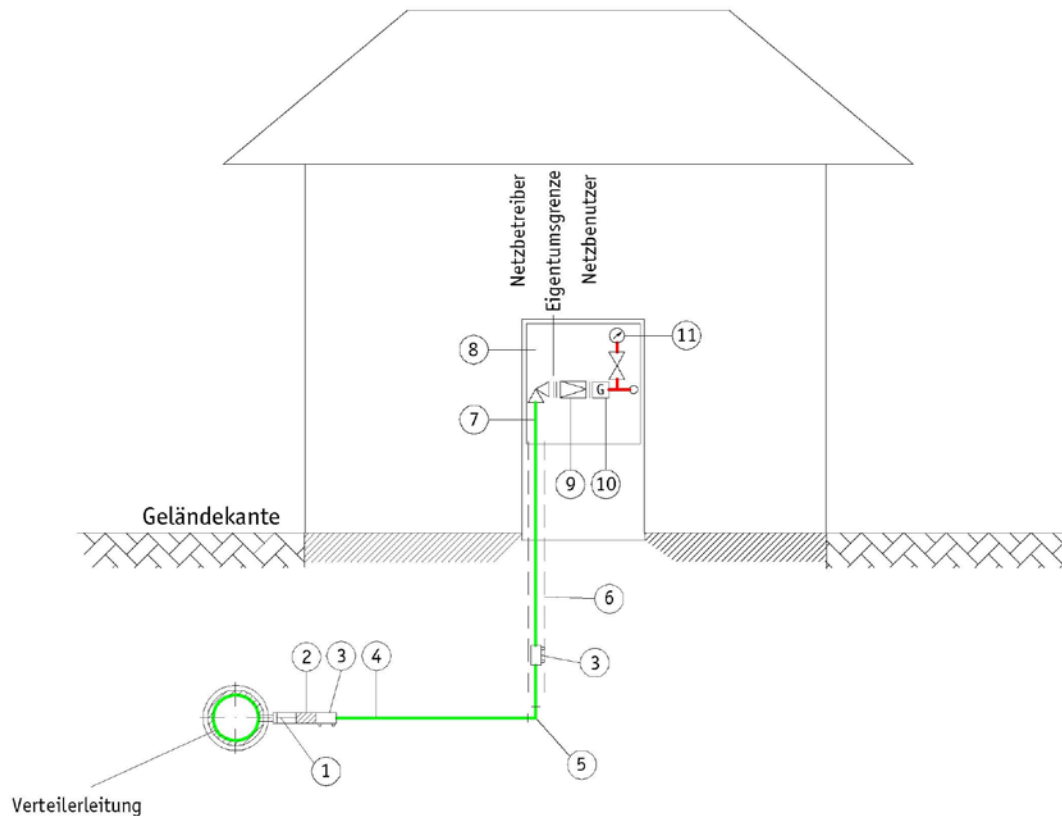 Netzbetreiber
Eigentumsgrenze
Netzbenutzer
11
8
G
7
9
10
Geländekante
6
3
2
3
4
1
5
Verteilerleitung